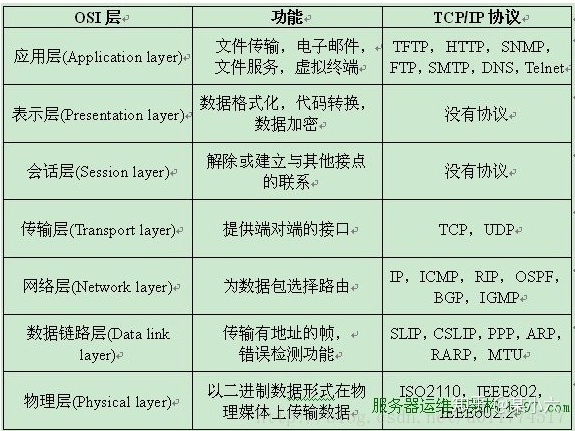 OSI 层 功能 TCP/IP 协议
应用层(Application layer) 文件传输，电子邮件，文件服务，虚拟终端 TFTP，HTTP，SNMP，FTP，SMTP，DNS，Telnet
表示层(Presentation layer) 数据格式化，代码转换，数据加密 没有协议
会话层(Session layer) 解除或建立与其他接点的联系 没有协议
传输层(Transport layer) 提供端对端的接口 TCP，UDP
网络层(Network layer) 为数据包选择路由 IP，ICMP，RIP，OSPF，BGP，IGMP
数据链路层(Data link layer) 传输有地址的帧，错误检测功能 SLIP，CSLIP，PPP，ARP，RARP，MTU
物理层(Physical layer) 以二进制数据形式在物理媒体上传输数据 ISO2110，IEEE802，IEEE802.2
服务器运维与架构